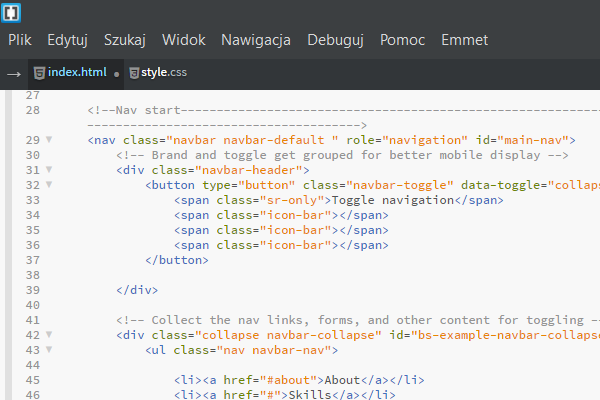 Plik Edytuj Szukaj Widok Nawigacja Debuguj Pomoc Emmet
→ index.html • style.css
27
28 <!--Nav start----------------------------------------------------------
-------------------------------------->
29 ▼ <nav class="navbar navbar-default " role="navigation" id="main-nav">
30 <!-- Brand and toggle get grouped for better mobile display -->
31 ▼ <div class="navbar-header">
32 ▼ <button type="button" class="navbar-toggle" data-toggle="collaps
33 <span class="sr-only">Toggle navigation</span>
34 <span class="icon-bar"></span>
35 <span class="icon-bar"></span>
36 <span class="icon-bar"></span>
37 </button>
38
39 </div>
40
41 <!-- Collect the nav links, forms, and other content for toggling -
42 ▼ <div class="collapse navbar-collapse" id="bs-example-navbar-collaps
43 ▼ <ul class="nav navbar-nav">
44
45 <li><a href="#about">About</a></li>
46 <li><a href="#">Skills</a></li>